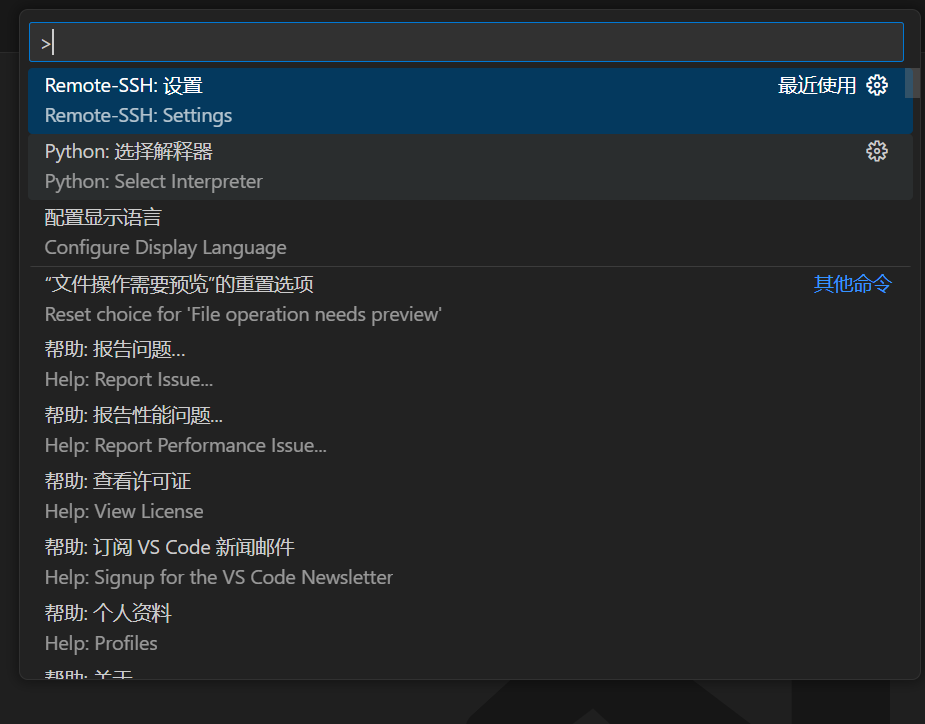 >
Remote-SSH: 设置
最近使用
Remote-SSH: Settings
Python: 选择解释器
Python: Select Interpreter
配置显示语言
Configure Display Language
“文件操作需要预览”的重置选项
其他命令
Reset choice for 'File operation needs preview'
帮助: 报告问题...
Help: Report Issue...
帮助: 报告性能问题...
Help: Report Performance Issue...
帮助: 查看许可证
Help: View License
帮助: 订阅 VS Code 新闻邮件
Help: Signup for the VS Code Newsletter
帮助: 个人资料
Help: Profiles
帮助: 关于